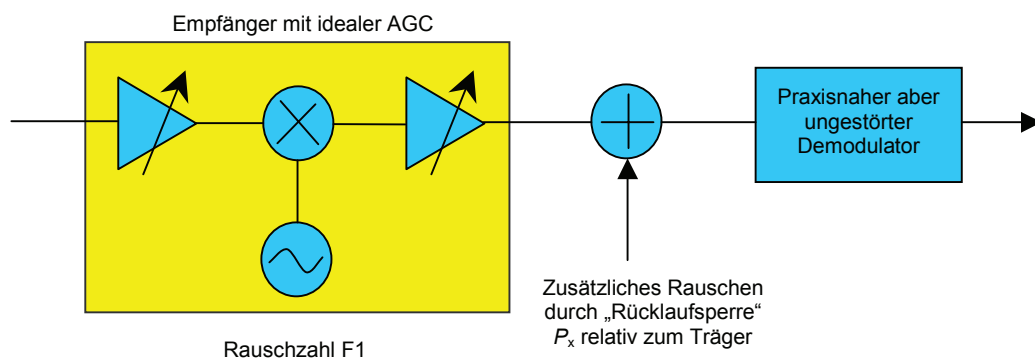 Empfänger mit idealer AGC
Praxisnaher aber
ungestörter
Demodulator
Zusätzliches Rauschen
durch „Rücklaufsperre“
Px relativ zum Träger
Rauschzahl F1